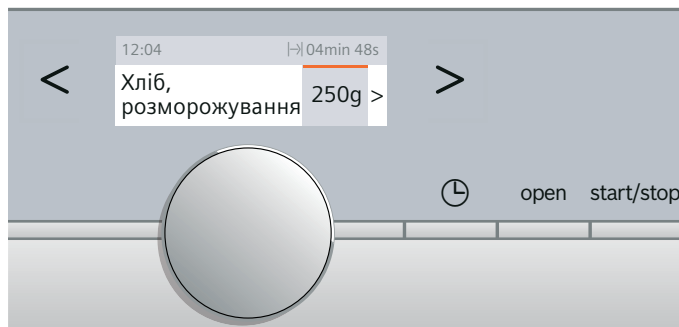 12:04 04min 48s
< Хліб, 250g > >
розморожування
open start/stop